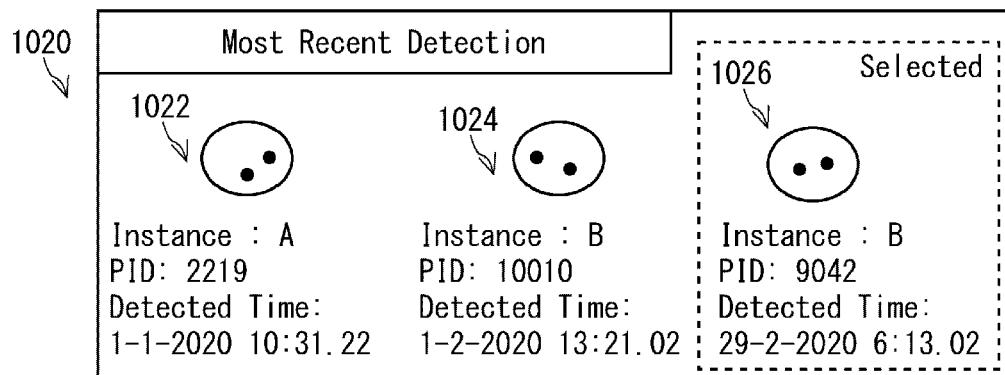 1020
Most Recent Detection
Selected
1022
1024
1026
Instance : A
PID: 2219
Detected Time:
1-1-2020 10:31.22
Instance : B
PID: 10010
Detected Time:
1-2-2020 13:21.02
Instance : B
PID: 9042
Detected Time:
29-2-2020 6:13.02